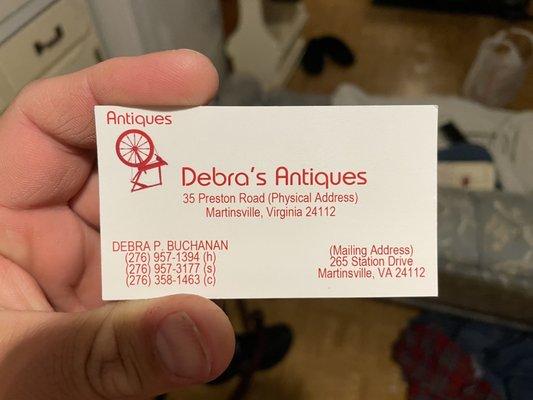 Antiques
Debra's Antiques
35 Preston Road (Physical Address)
Martinsville, Virginia 24112
DEBRA P. BUCHANAN
(276) 957-1394 (h)
(276) 957-3177 (s)
(276) 358-1463 (c)
(Mailing Address)
265 Station Drive
Martinsville, VA 24112